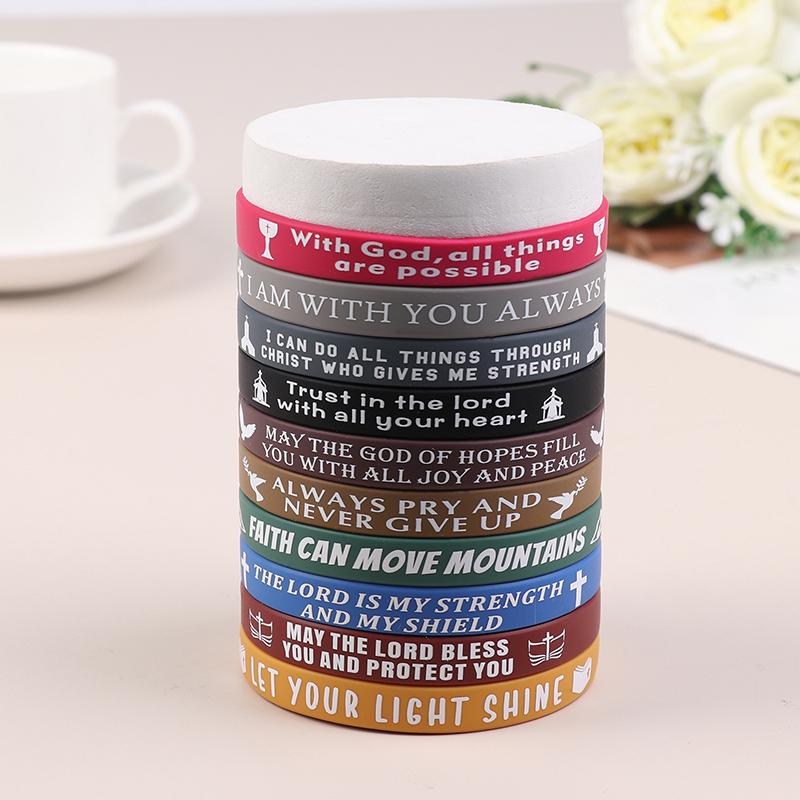 With God, all things
are possible
I AM WITH YOU ALWAYS
I CAN DO ALL THINGS THROUGH
CHRIST WHO GIVES ME STRENGTH
Trust in the lord
with all your heart
MAY THE GOD OF HOPES FILL
YOU WITH ALL JOY AND PEACE
ALWAYS PRY AND
NEVER GIVE UP
FAITH CAN MOVE MOUNTAINS
THE LORD IS MY STRENGTH
AND MY SHIELD
MAY THE LORD BLESS
YOU AND PROTECT YOU
LET YOUR LIGHT SHINE